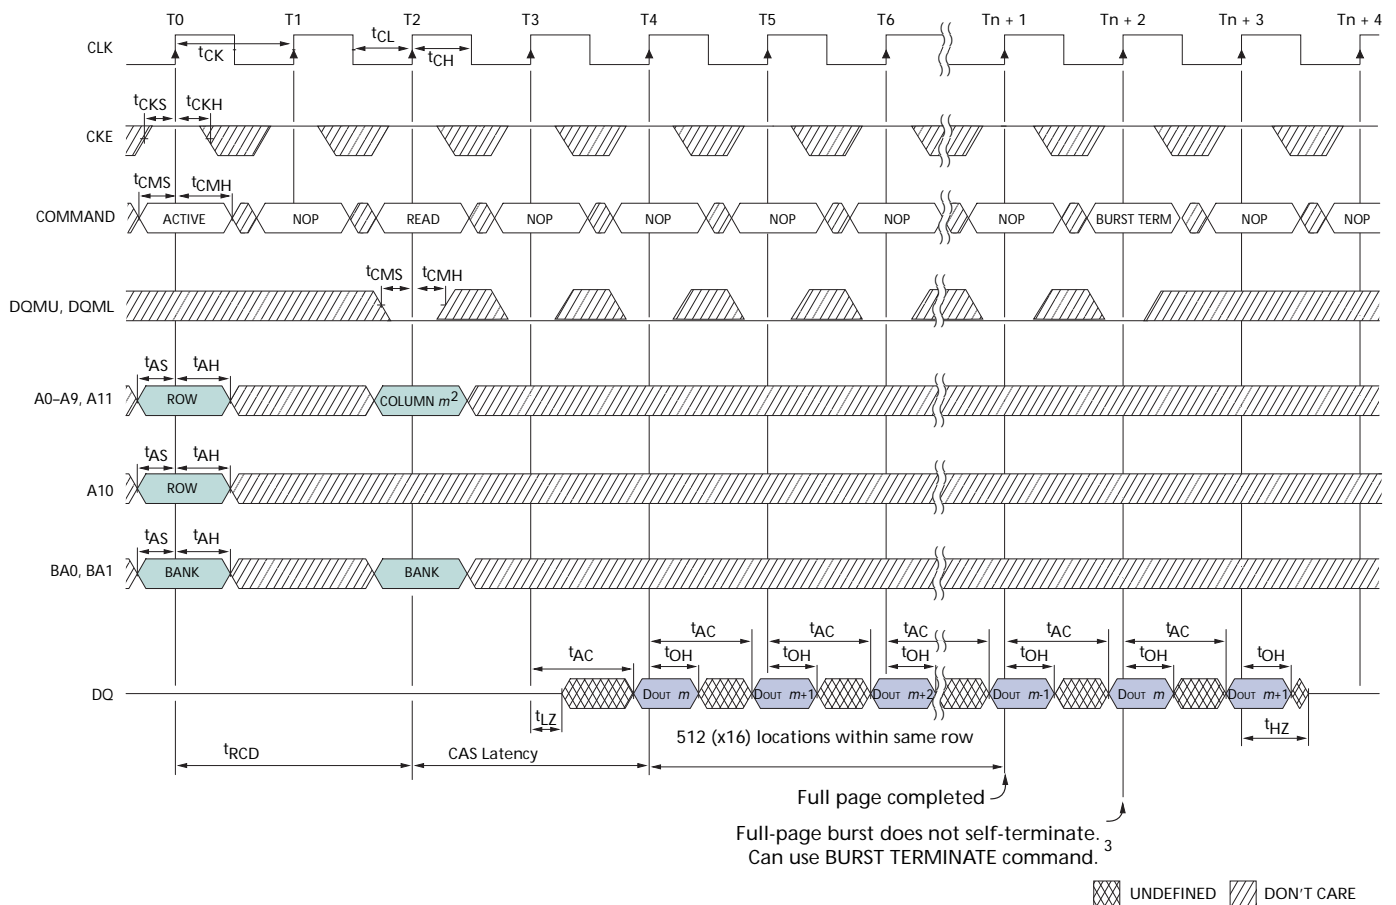 T0 T1 T2 T3 T4 T5 T6 Tn + 1 Tn + 2 Tn + 3 Tn + 4
CLK tCK tCL tCH
tCKS tCKH
CKE
tCMS tCMH
COMMAND ACTIVE NOP READ NOP NOP NOP NOP NOP BURST TERM NOP NOP
tCMS tCMH
DQMU, DQML
tAS tAH
A0–A9, A11 ROW COLUMN m2
tAS tAH
A10 ROW
tAS tAH
BA0, BA1 BANK BANK
tAC tAC tAC tAC tAC tAC
tOH tOH tOH tOH tOH tOH
DQ DOUT m DOUT m+1 DOUT m+2 DOUT m-1 DOUT m DOUT m+1
tLZ tHZ
512 (x16) locations within same row
tRCD CAS Latency
Full page completed
Full-page burst does not self-terminate.
Can use BURST TERMINATE command. 3
UNDEFINED DON'T CARE